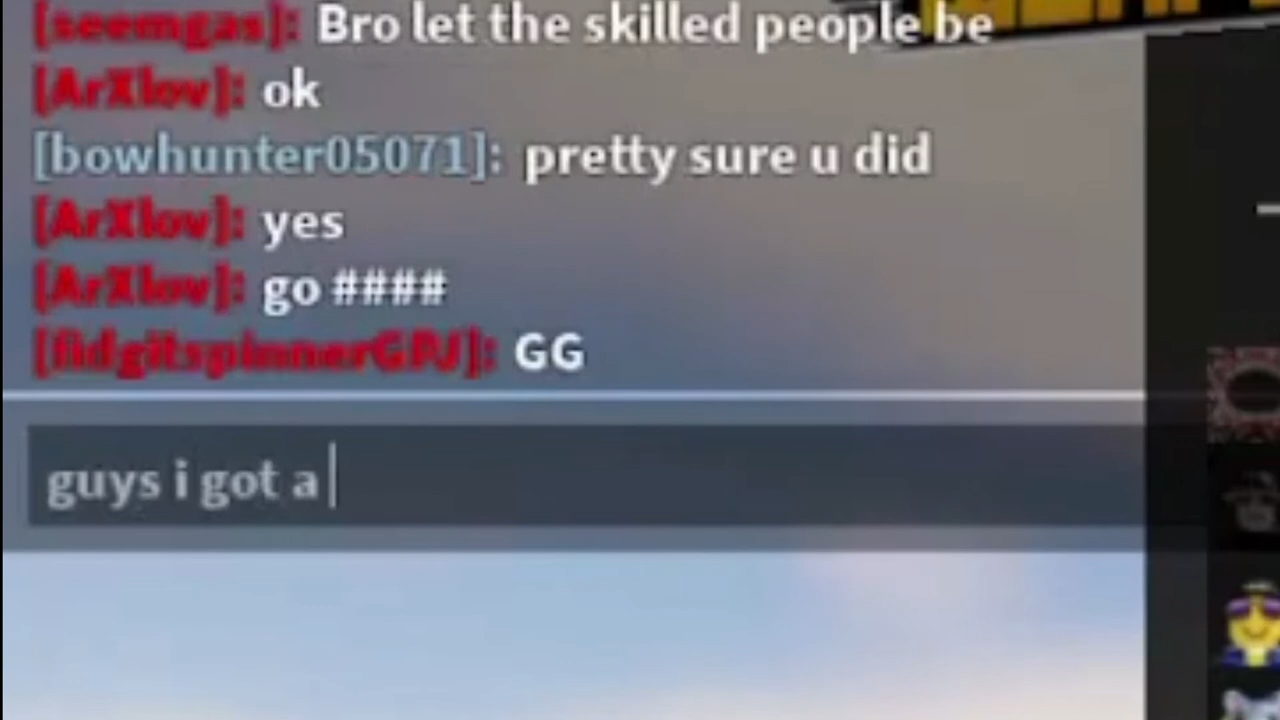 [seemgas]: Bro let the skilled people be
[ArXlov]: ok
[bowhunter05071]: pretty sure u did
[ArXlov]: yes
[ArXlov]: go ####
[fidgitspinnerGPJ]: GG
guys i got a